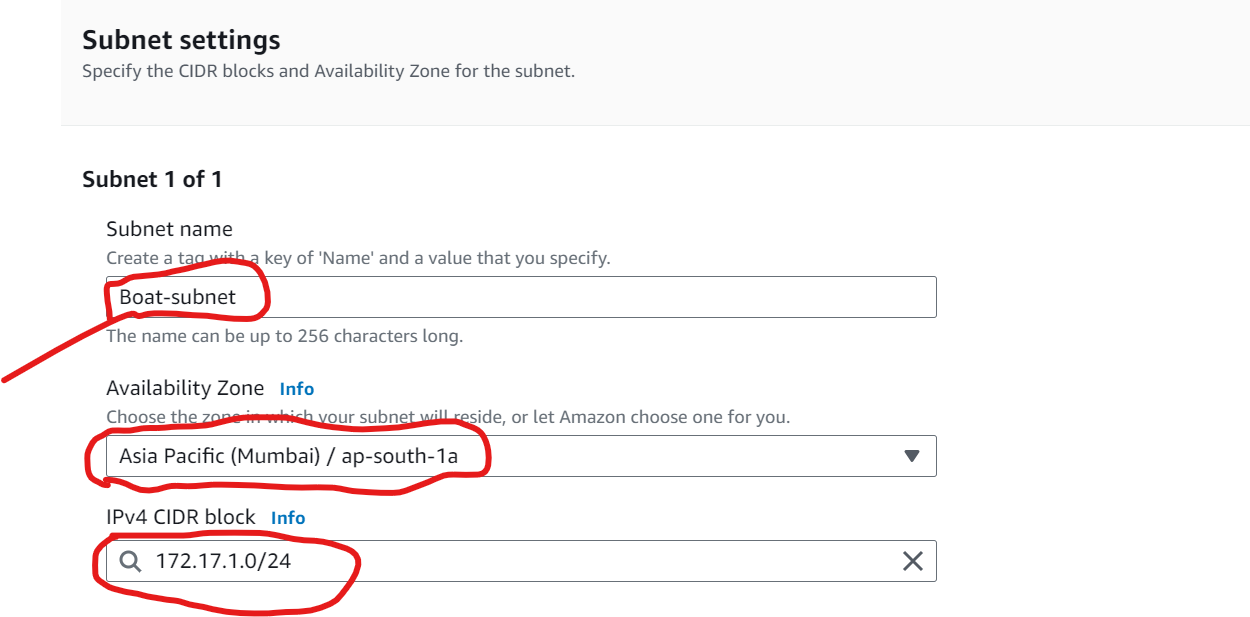 Subnet settings
Specify the CIDR blocks and Availability Zone for the subnet.
Subnet 1 of 1
Subnet name
Create a tag with a key of 'Name' and a value that you specify.
Boat-subnet
The name can be up to 256 characters long.
Availability Zone Info
Choose the zone in which your subnet will reside, or let Amazon choose one for you.
Asia Pacific (Mumbai) / ap-south-1a
IPv4 CIDR block Info
172.17.1.0/24